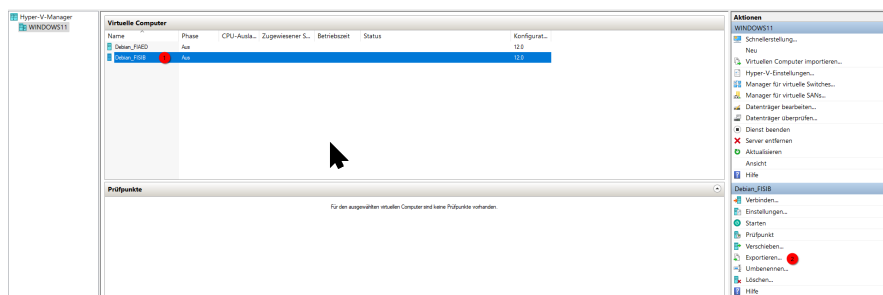 Hyper-V-Manager
WINDOWS11
Virtuelle Computer
Name Phase CPU-Ausla... Zugewiesener S... Betriebszeit Status Konfigurat...
Debian_FIAED Aus 12.0
Debian_FISIB 1 Aus 12.0
Prüfpunkte
Für den ausgewählten virtuellen Computer sind keine Prüfpunkte vorhanden.
Aktionen
WINDOWS11
Schnellerstellung...
Neu
Virtuellen Computer importieren...
Hyper-V-Einstellungen...
Manager für virtuelle Switches...
Manager für virtuelle SANs...
Datenträger bearbeiten...
Datenträger überprüfen...
Dienst beenden
Server entfernen
Aktualisieren
Ansicht
Hilfe
Debian_FISIB
Verbinden...
Einstellungen...
Starten
Prüfpunkt
Verschieben...
Exportieren... 2
Umbenennen...
Löschen...
Hilfe